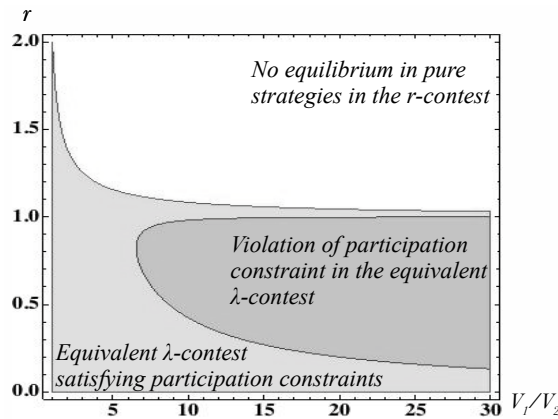 r
2.0
No equilibrium in pure
strategies in the r-contest
1.5
1.0
Violation of participation
constraint in the equivalent
λ-contest
0.5
Equivalent λ-contest
satisfying participation constraints
0.0
5 10 15 20 25 30 V₁/V₂